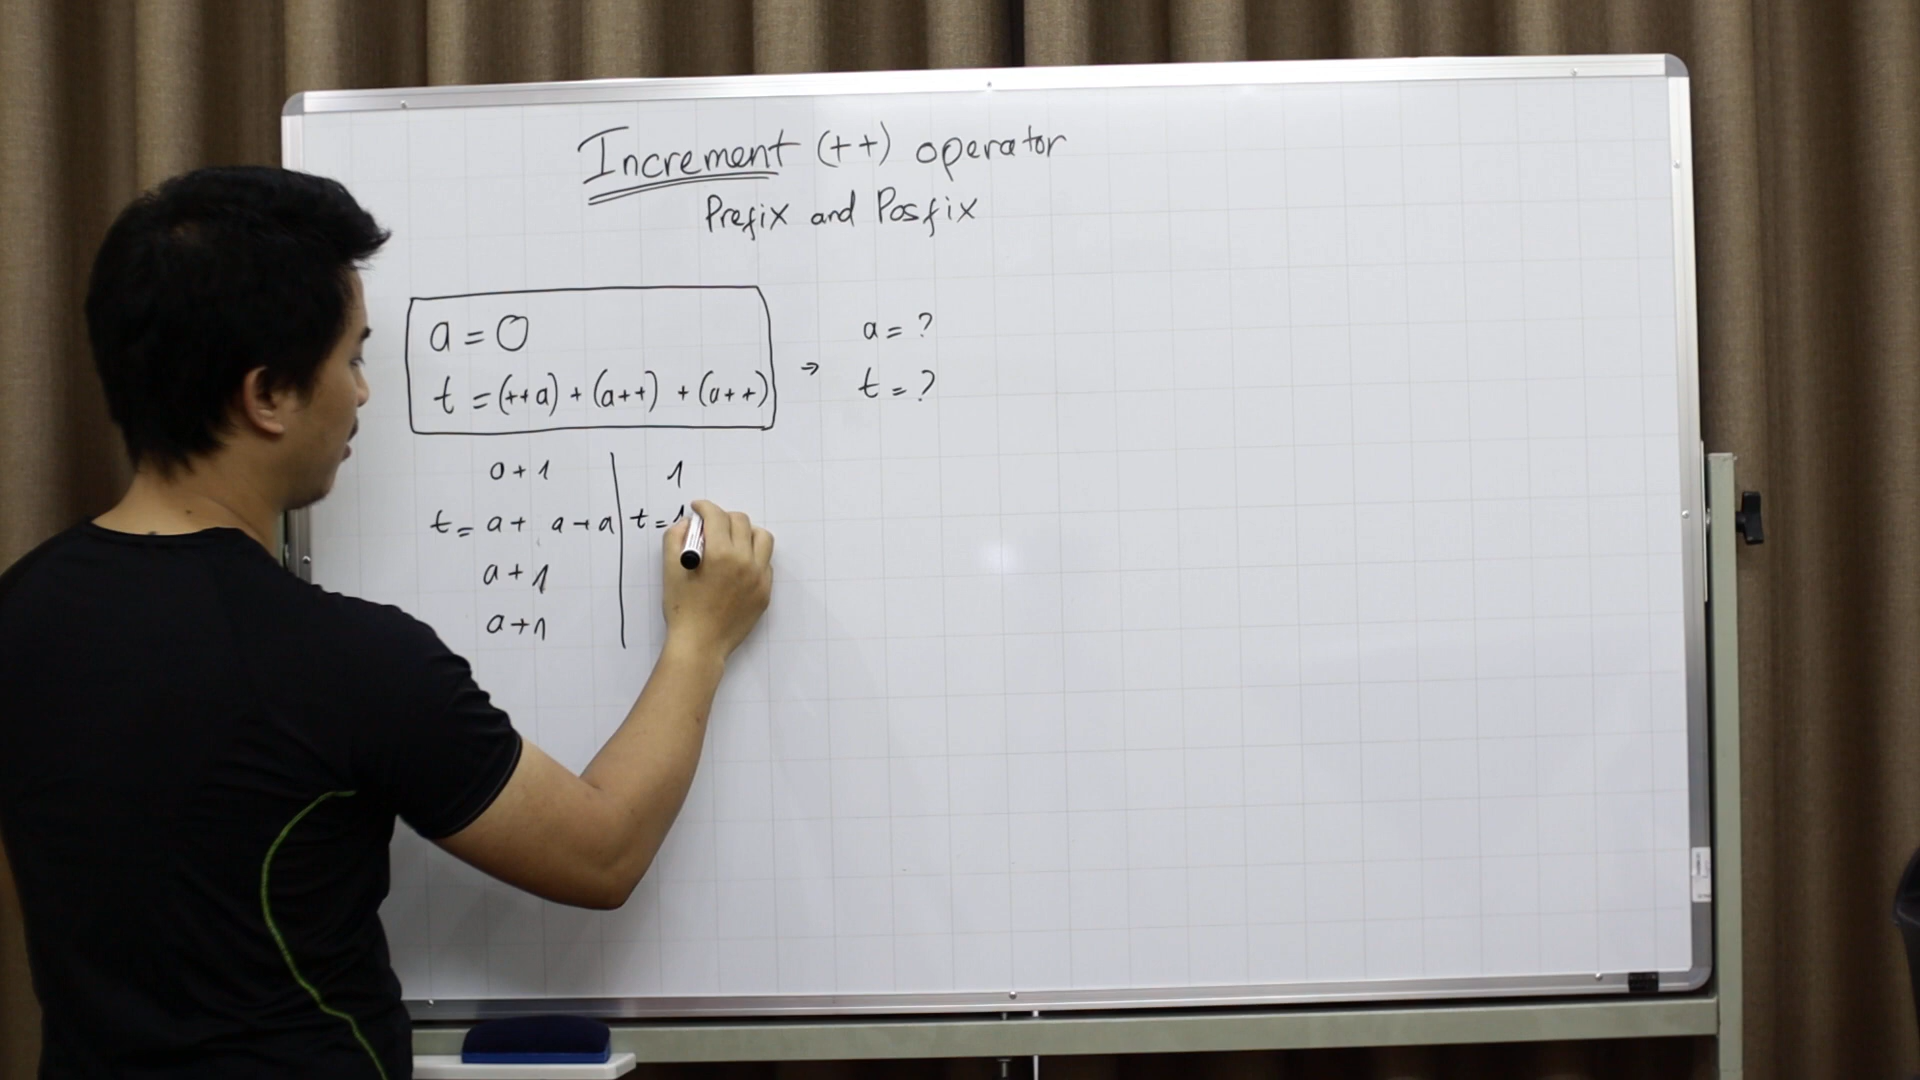 Increment (++) operator
Prefix and Posfix
a = 0
t = (++a) + (a++) + (a++)
→ a = ?
t = ?
a + 1
t = a + a + a
a + 1
a + 1
1
t = 1